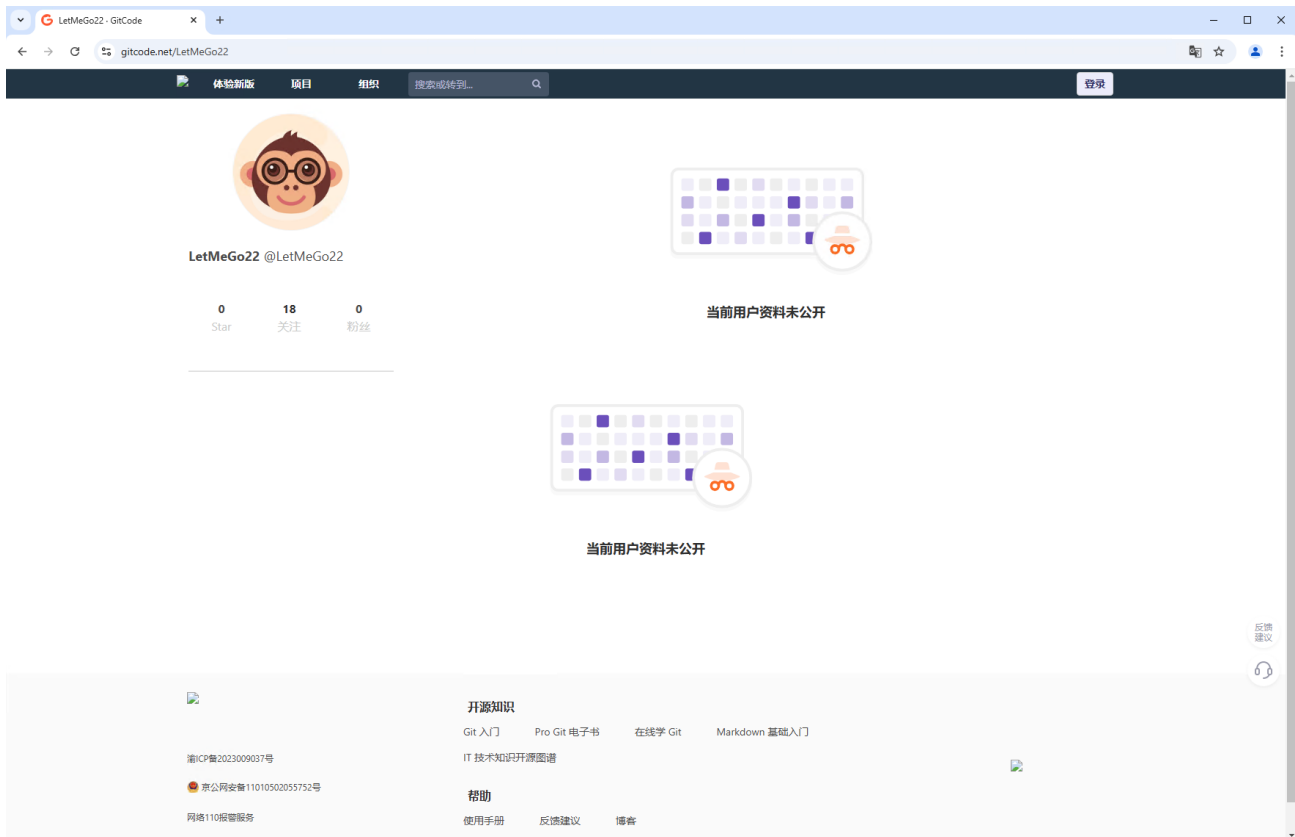 LetMeGo22 - GitCode
gitcode.net/LetMeGo22
体验新版 项目 组织 搜索或转到... 登录
LetMeGo22 @LetMeGo22
0 18 0
Star 关注 粉丝
当前用户资料未公开
当前用户资料未公开
反馈
建议
开源知识
Git 入门 Pro Git 电子书 在线学 Git Markdown 基础入门
IT 技术知识开源图谱
渝ICP备2023009037号
京公网安备11010502055752号
网络110报警服务
帮助
使用手册 反馈建议 博客